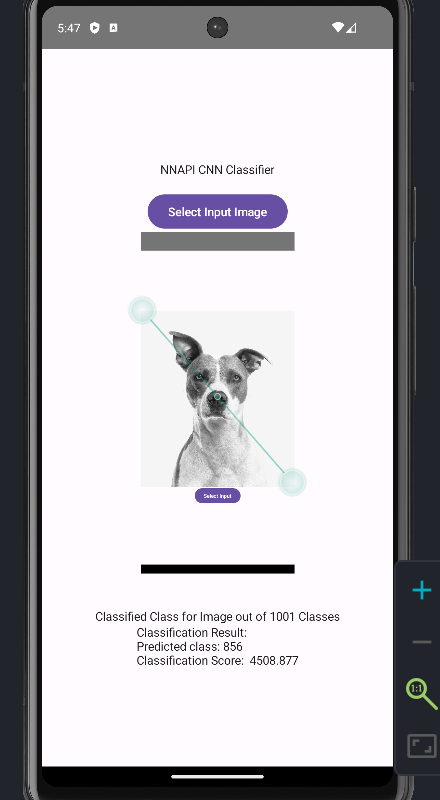 5:47
A
NNAPI CNN Classifier
Select Input Image
Select Input
Classified Class for Image out of 1001 Classes
Classification Result:
Predicted class: 856
Classification Score: 4508.877
1:1